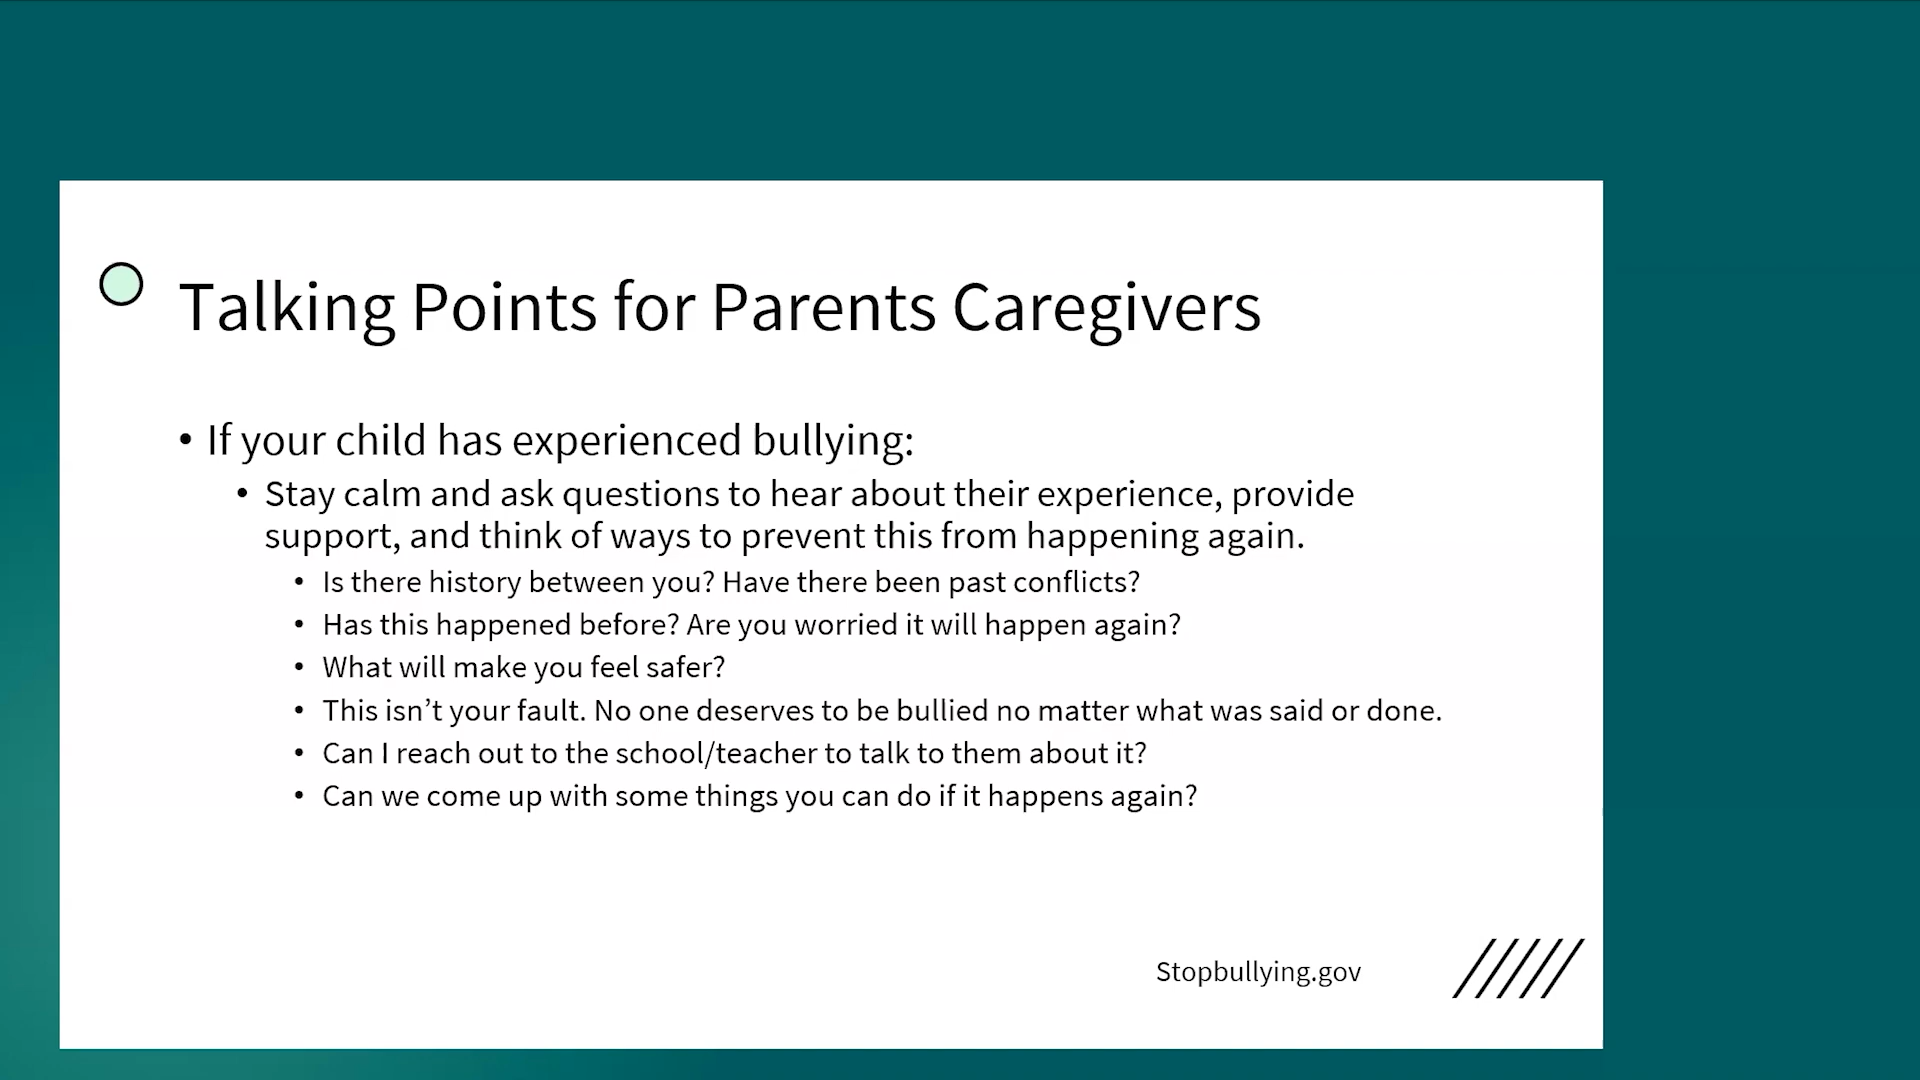 Talking Points for Parents Caregivers
• If your child has experienced bullying:
• Stay calm and ask questions to hear about their experience, provide
support, and think of ways to prevent this from happening again.
• Is there history between you? Have there been past conflicts?
• Has this happened before? Are you worried it will happen again?
• What will make you feel safer?
• This isn’t your fault. No one deserves to be bullied no matter what was said or done.
• Can I reach out to the school/teacher to talk to them about it?
• Can we come up with some things you can do if it happens again?
Stopbullying.gov